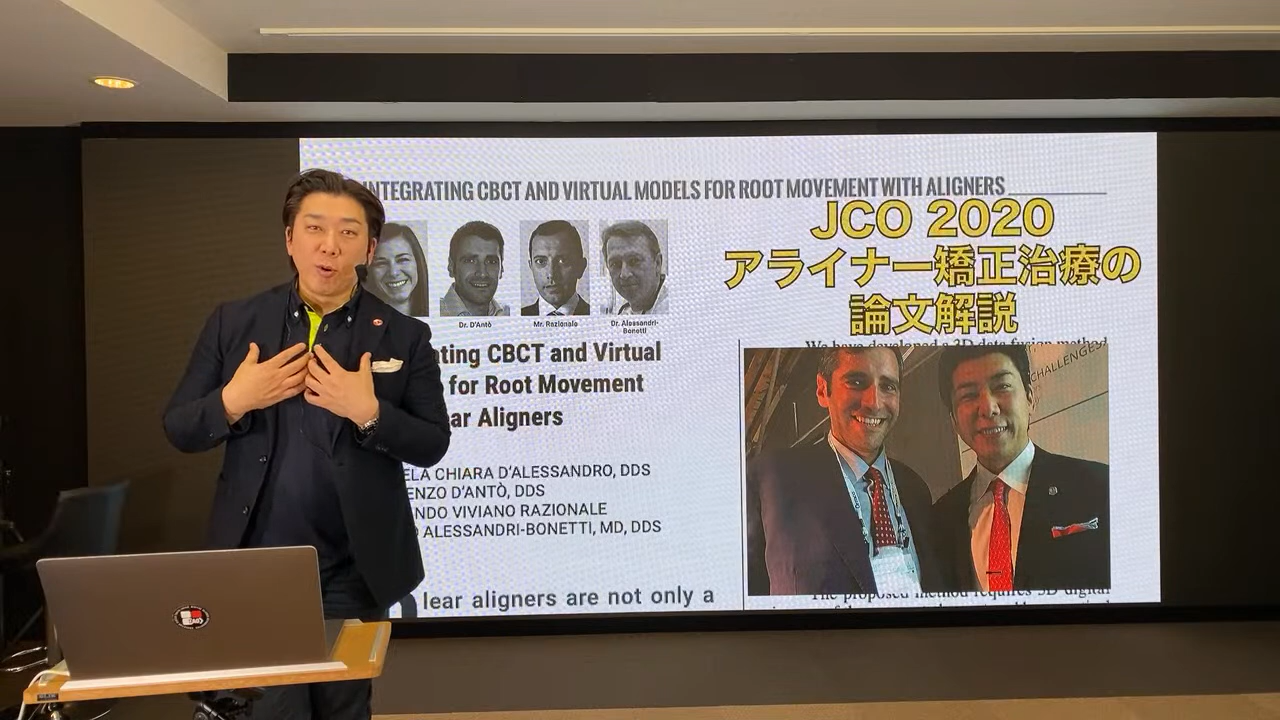 INTEGRATING CBCT AND VIRTUAL MODELS FOR ROOT MOVEMENT WITH ALIGNERS
JCO 2020
アライナー矯正治療の
論文解説
Dr. D'Antò
Mr. Razionale
Dr. Alessandri-
Bonetti
ating CBCT and Virtual
for Root Movement
ear Aligners
ELA CHIARA D'ALESSANDRO, DDS
ENZO D'ANTÒ, DDS
NDO VIVIANO RAZIONALE
ALESSANDRI-BONETTI, MD, DDS
lear aligners are not only a
We have developed a 3D data fusion method
CHALLENGES
The proposed method requires 3D digital